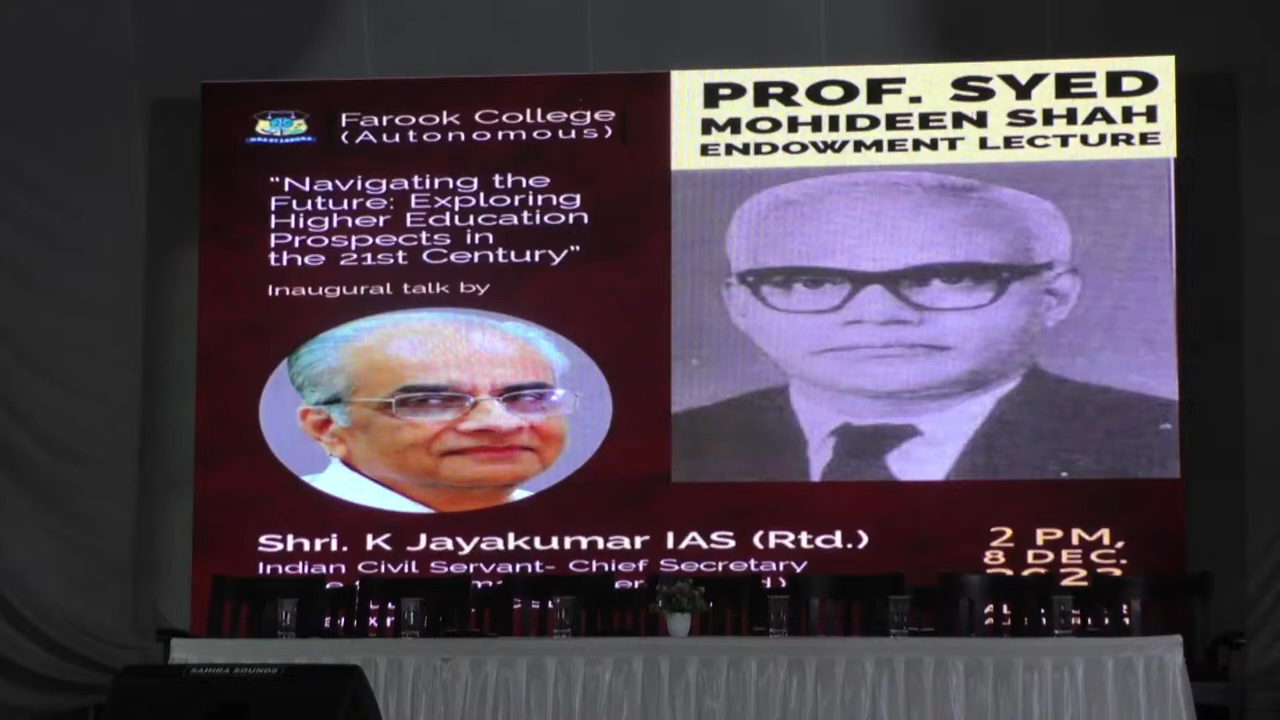 Farook College
(Autonomous)
"Navigating the
Future: Exploring
Higher Education
Prospects in
the 21st Century"
Inaugural talk by
Shri. K Jayakumar IAS (Rtd.)
Indian Civil Servant- Chief Secretary
PROF. SYED
MOHIDEEN SHAH
ENDOWMENT LECTURE
2 PM,
8 DEC.
SAHIRA SOUNDS